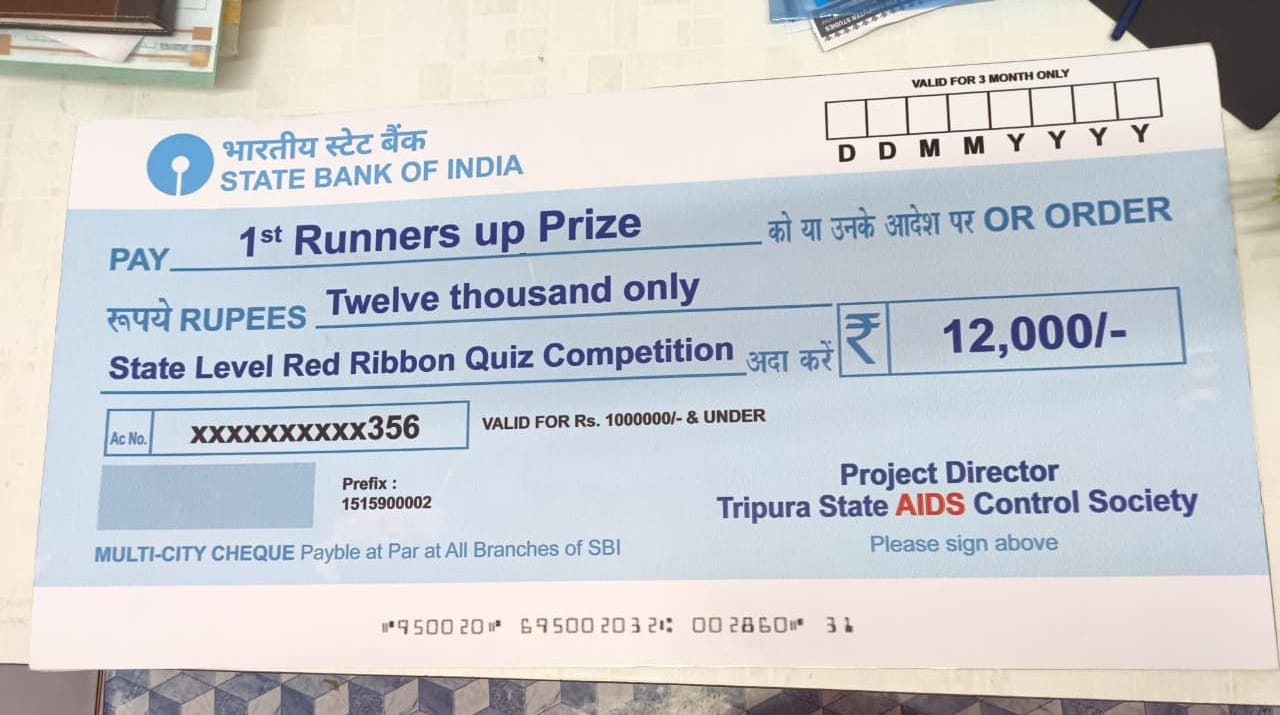 VALID FOR 3 MONTH ONLY
D D M M Y Y Y Y
भारतीय स्टेट बैंक
STATE BANK OF INDIA
PAY 1st Runners up Prize को या उनके आदेश पर OR ORDER
रूपये RUPEES Twelve thousand only
State Level Red Ribbon Quiz Competition अदा करें ₹ 12,000/-
Ac No. xxxxxxxxxx356 VALID FOR Rs. 1000000/- & UNDER
Prefix :
1515900002
Project Director
Tripura State AIDS Control Society
Please sign above
MULTI-CITY CHEQUE Payble at Par at All Branches of SBI
⑈950020⑈ 695002032⑆ 002860⑈ 31